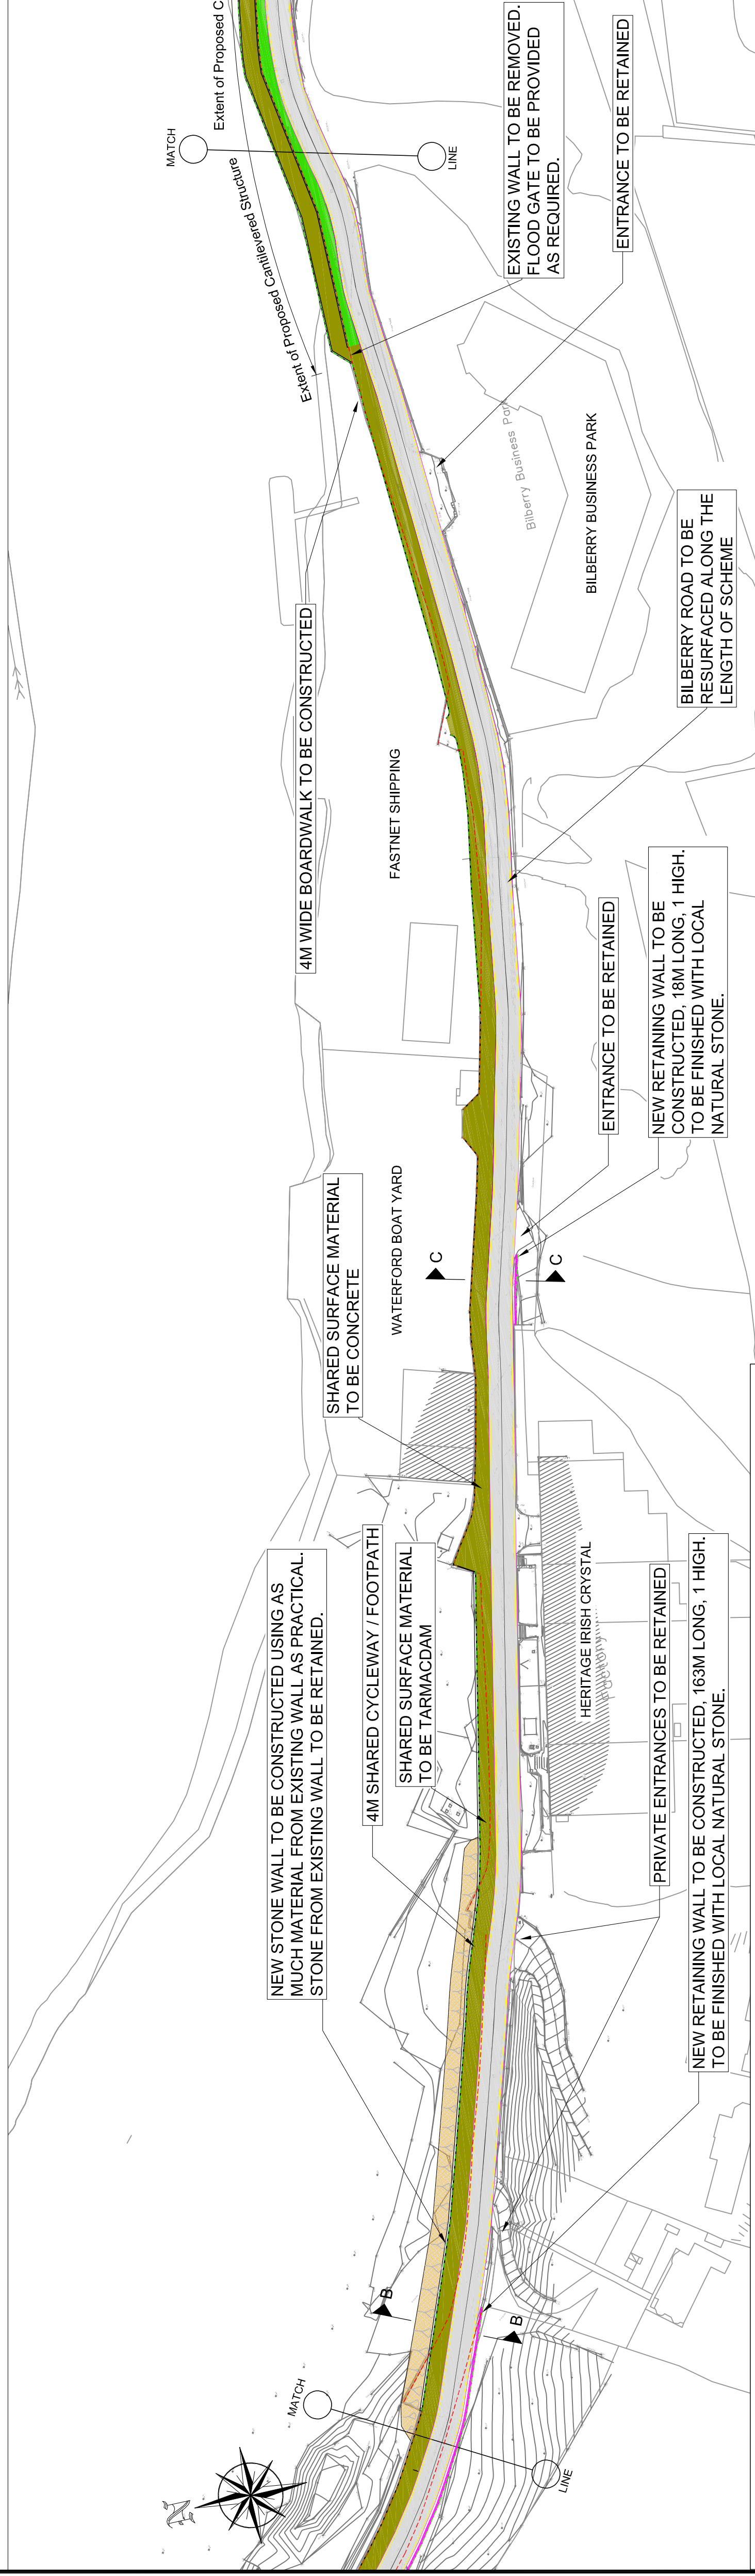 Extent of Proposed C
MATCH
LINE
Extent of Proposed Cantilevered Structure
EXISTING WALL TO BE REMOVED.
FLOOD GATE TO BE PROVIDED
AS REQUIRED.
ENTRANCE TO BE RETAINED
Bilberry Business Park
BILBERRY BUSINESS PARK
4M WIDE BOARDWALK TO BE CONSTRUCTED
BILBERRY ROAD TO BE
RESURFACED ALONG THE
LENGTH OF SCHEME
FASTNET SHIPPING
ENTRANCE TO BE RETAINED
NEW RETAINING WALL TO BE
CONSTRUCTED, 18M LONG, 1 HIGH.
TO BE FINISHED WITH LOCAL
NATURAL STONE.
SHARED SURFACE MATERIAL
TO BE CONCRETE
WATERFORD BOAT YARD
C
C
NEW STONE WALL TO BE CONSTRUCTED USING AS
MUCH MATERIAL FROM EXISTING WALL AS PRACTICAL.
STONE FROM EXISTING WALL TO BE RETAINED.
4M SHARED CYCLEWAY / FOOTPATH
SHARED SURFACE MATERIAL
TO BE TARMACDAM
HERITAGE IRISH CRYSTAL
Factory
PRIVATE ENTRANCES TO BE RETAINED
NEW RETAINING WALL TO BE CONSTRUCTED, 163M LONG, 1 HIGH.
TO BE FINISHED WITH LOCAL NATURAL STONE.
B
B
MATCH
LINE
N